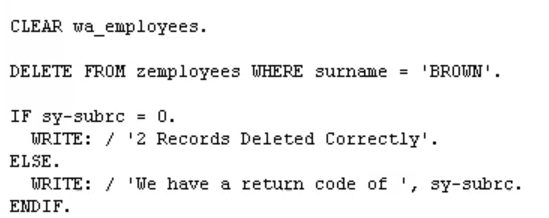 CLEAR wa_employees.
DELETE FROM zemployees WHERE surname = 'BROWN'.
IF sy-subrc = 0.
WRITE: / '2 Records Deleted Correctly'.
ELSE.
WRITE: / 'We have a return code of ', sy-subrc.
ENDIF.